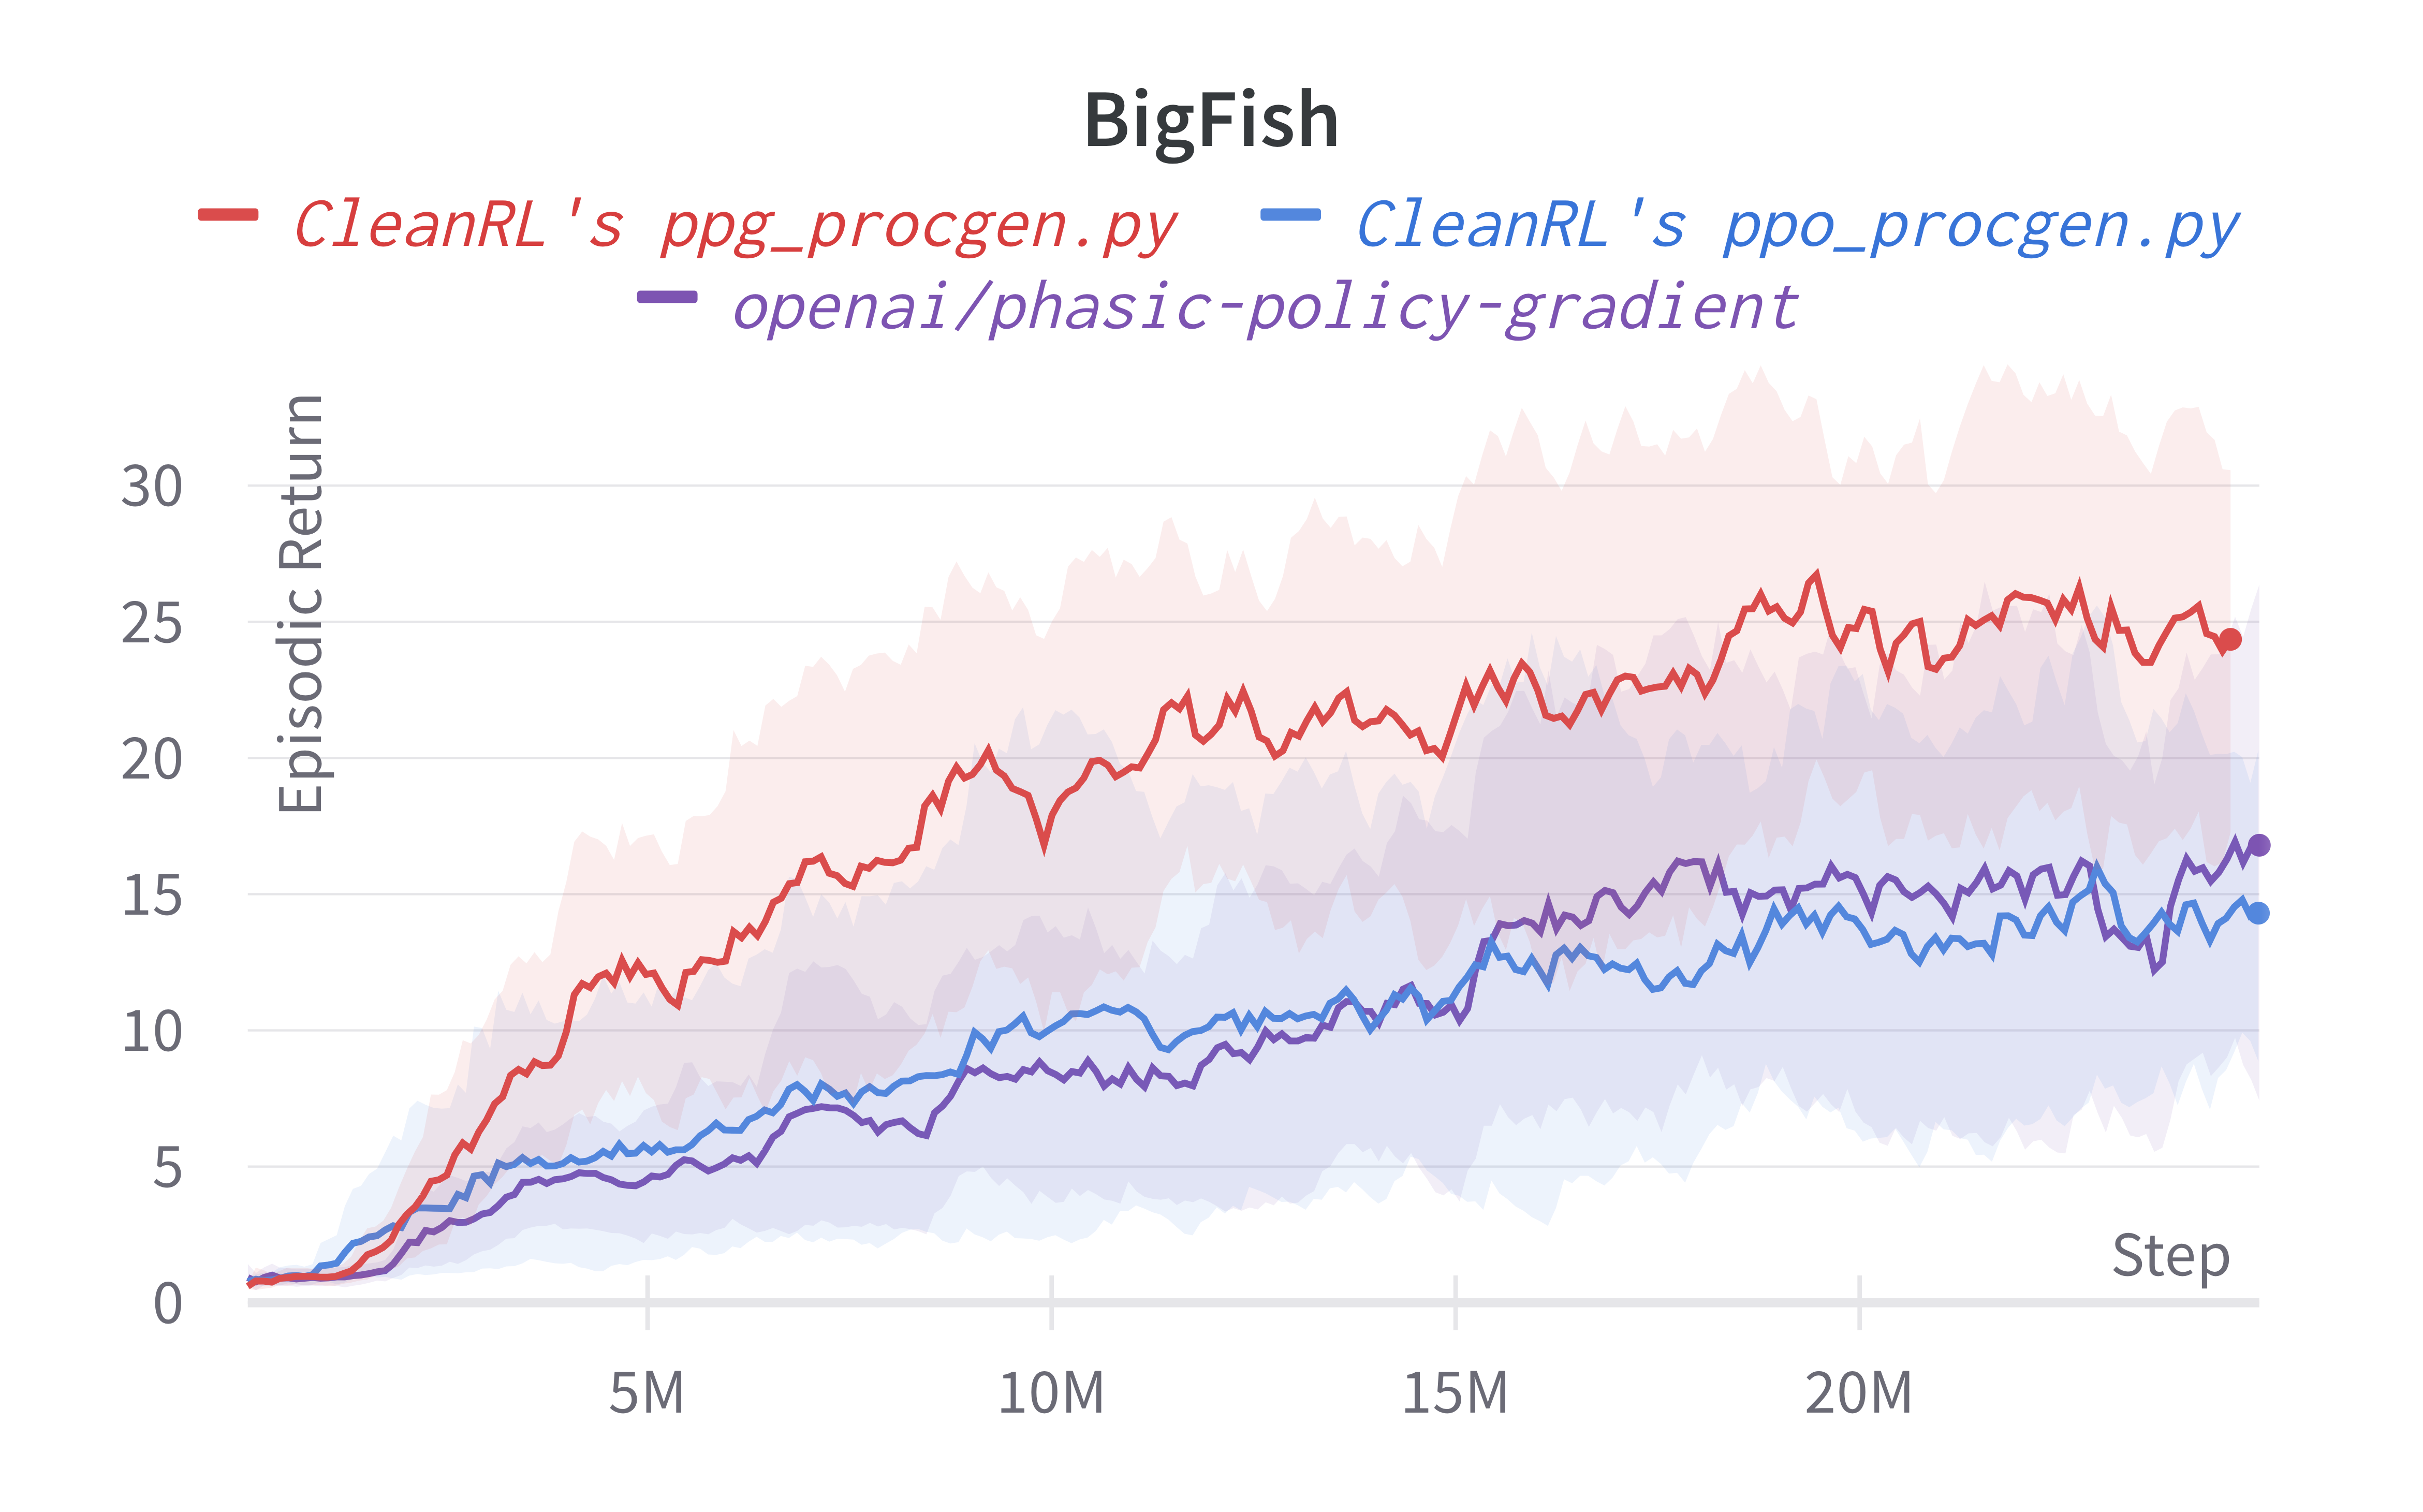 BigFish
CleanRL's ppg_procgen.py CleanRL's ppo_procgen.py
openai/phasic-policy-gradient
Episodic Return
30
25
20
15
10
5
0
Step
5M 10M 15M 20M